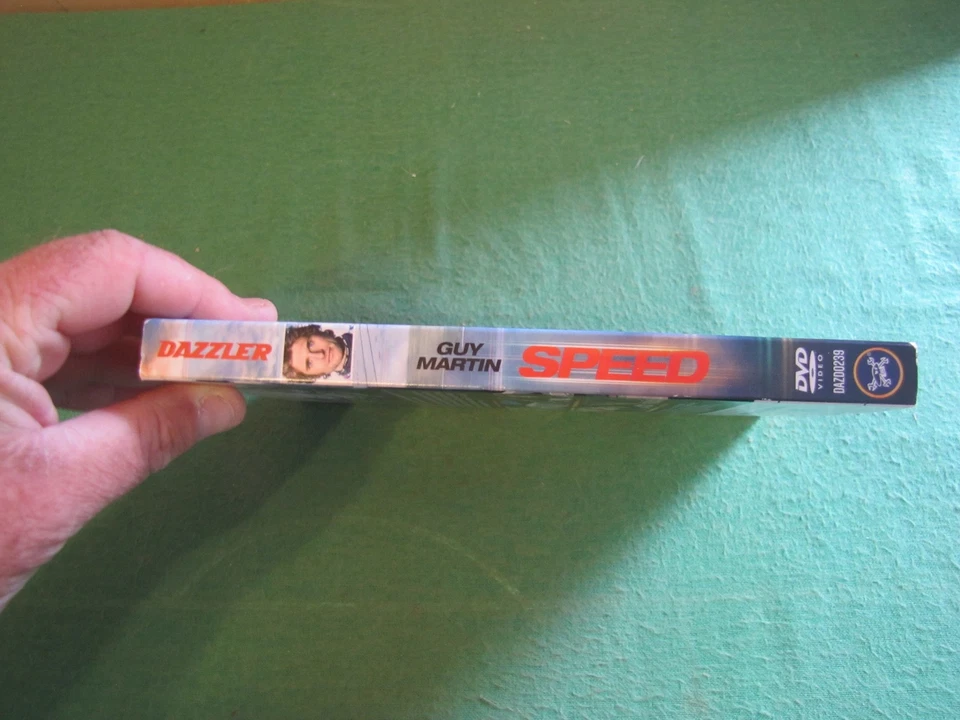 DAZZLER
GUY
MARTIN
SPEED
DVD
VIDEO
DAZD0239